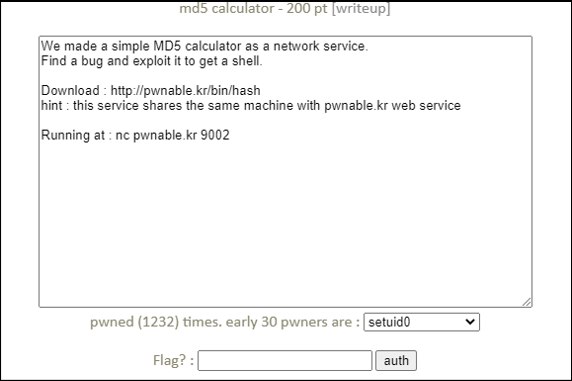 md5 calculator - 200 pt [writeup]
We made a simple MD5 calculator as a network service.
Find a bug and exploit it to get a shell.
Download : http://pwnable.kr/bin/hash
hint : this service shares the same machine with pwnable.kr web service
Running at : nc pwnable.kr 9002
pwned (1232) times. early 30 pwners are : setuid0
Flag? : auth